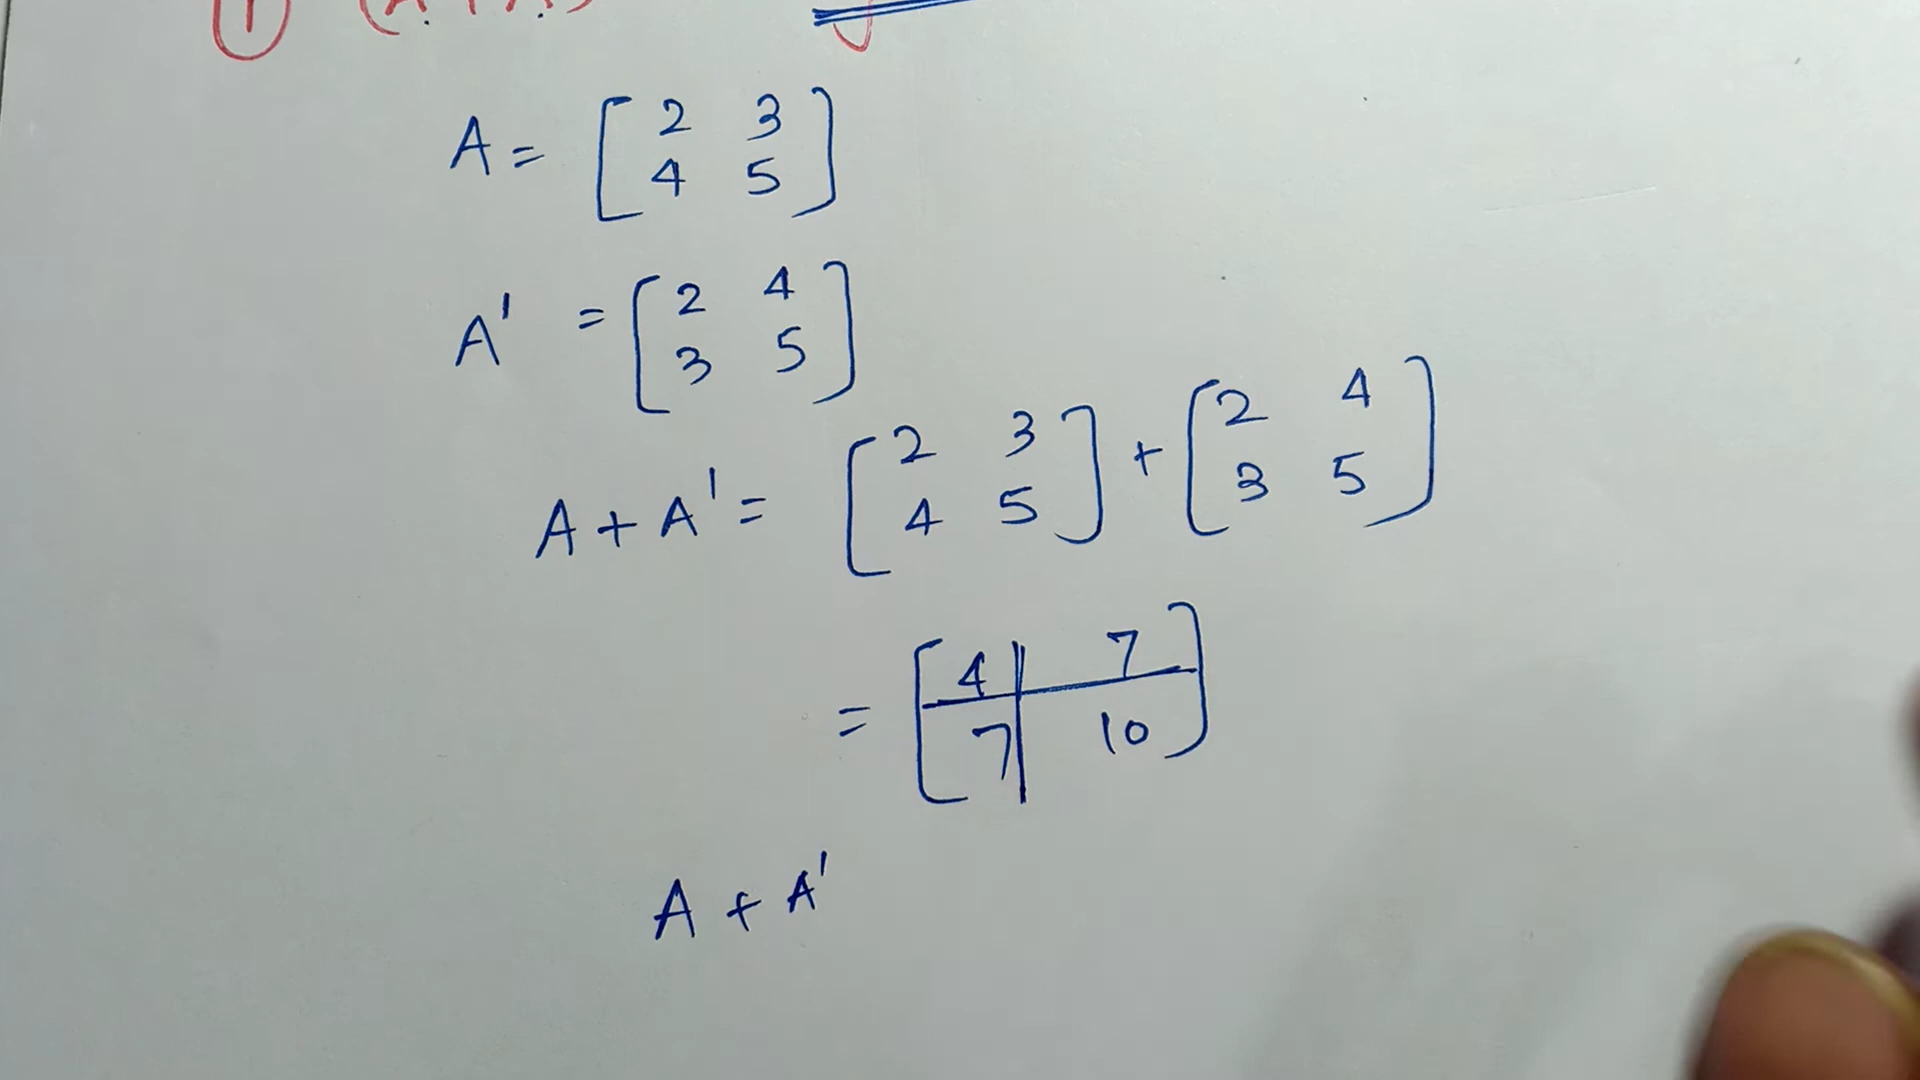 1
A = [ 2 3
4 5 ]
A' = [ 2 4
3 5 ]
A + A' = [ 2 3
4 5 ] + [ 2 4
3 5 ]
= [ 4 7
7 10 ]
A + A'